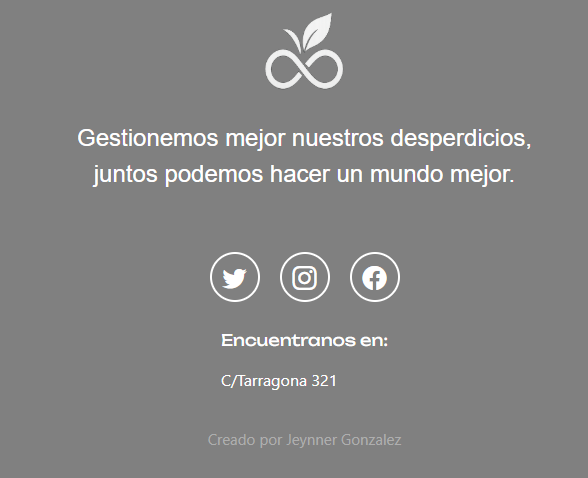 Gestionemos mejor nuestros desperdicios,
juntos podemos hacer un mundo mejor.
Encuentranos en:
C/Tarragona 321
Creado por Jeynner Gonzalez